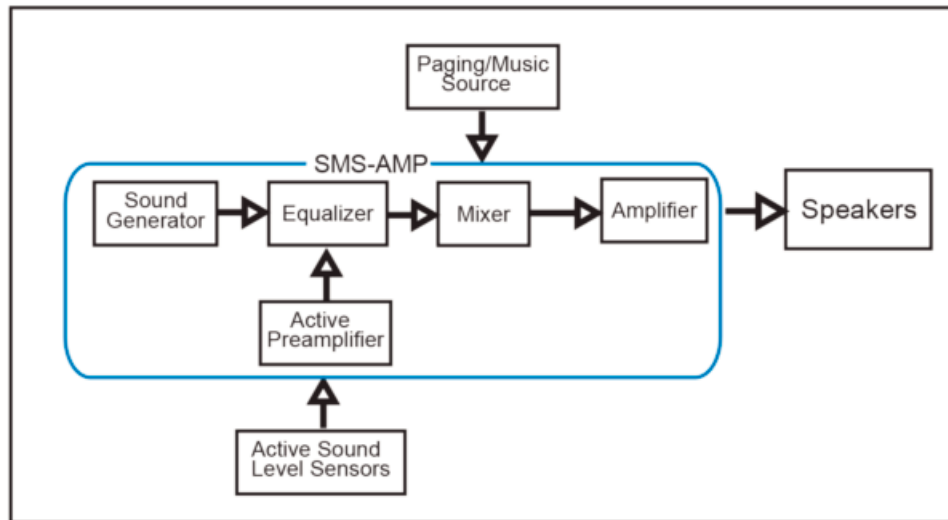 Paging/Music
Source
SMS-AMP
Sound
Generator
Equalizer
Mixer
Amplifier
Speakers
Active
Preamplifier
Active Sound
Level Sensors